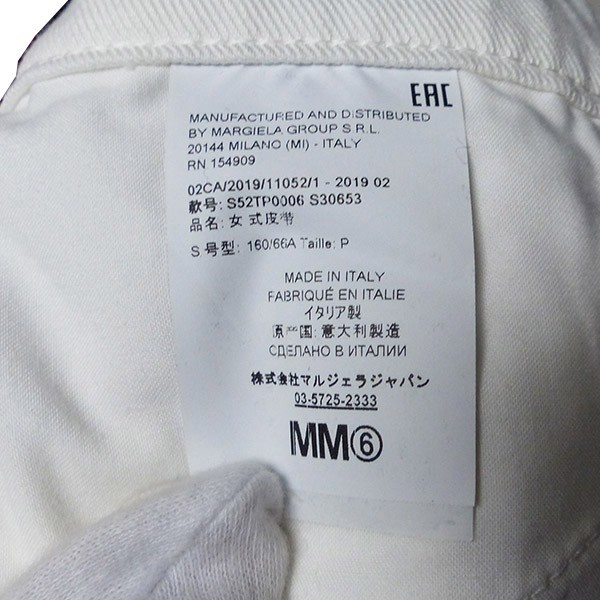 EAC
MANUFACTURED AND DISTRIBUTED
BY MARGIELA GROUP S R.L.
20144 MILANO (MI) - ITALY
RN 154909
02CA/2019/11052/1 - 2019 02
款号: S52TP0006 S30653
品名: 女式皮带
S 号型: 160/66A Taille: P
MADE IN ITALY
FABRIQUÉ EN ITALIE
イタリア製
原产国: 意大利製造
СДЕЛАНО В ИТАЛИИ
株式会社マルジェラジャパン
03-5725-2333
MM⑥